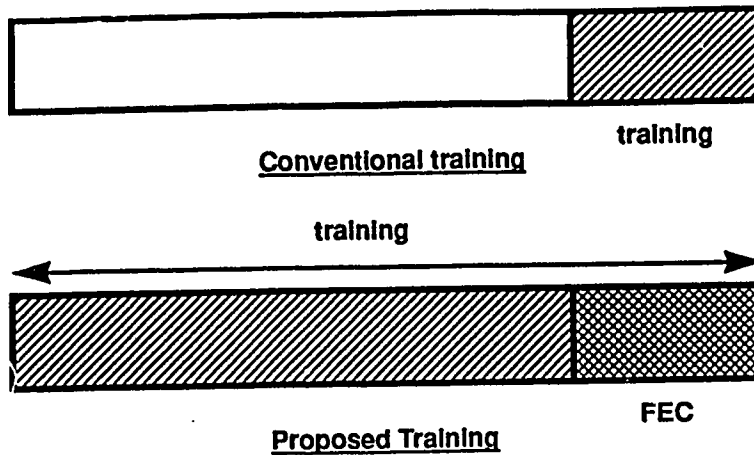 training
Conventional training
training
FEC
Proposed Training